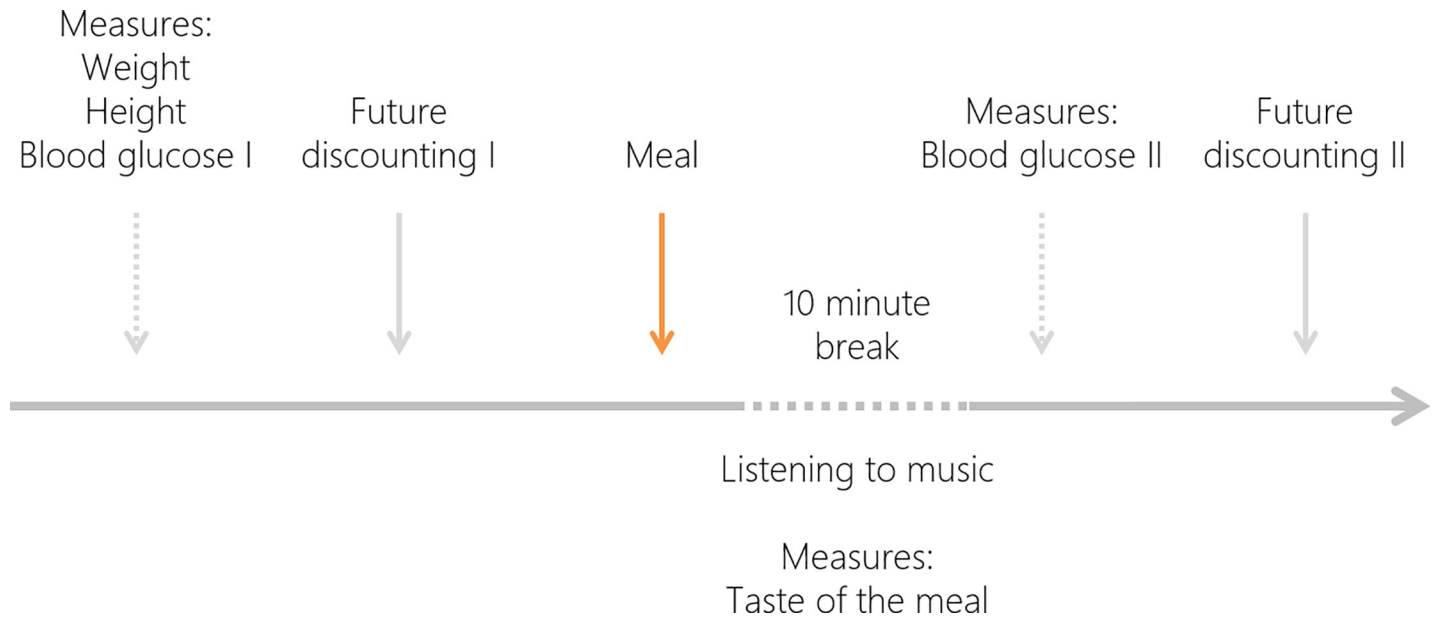 Measures:
Weight
Height
Blood glucose I
Future
discounting I
Meal
10 minute
break
Measures:
Blood glucose II
Future
discounting II
Listening to music
Measures:
Taste of the meal